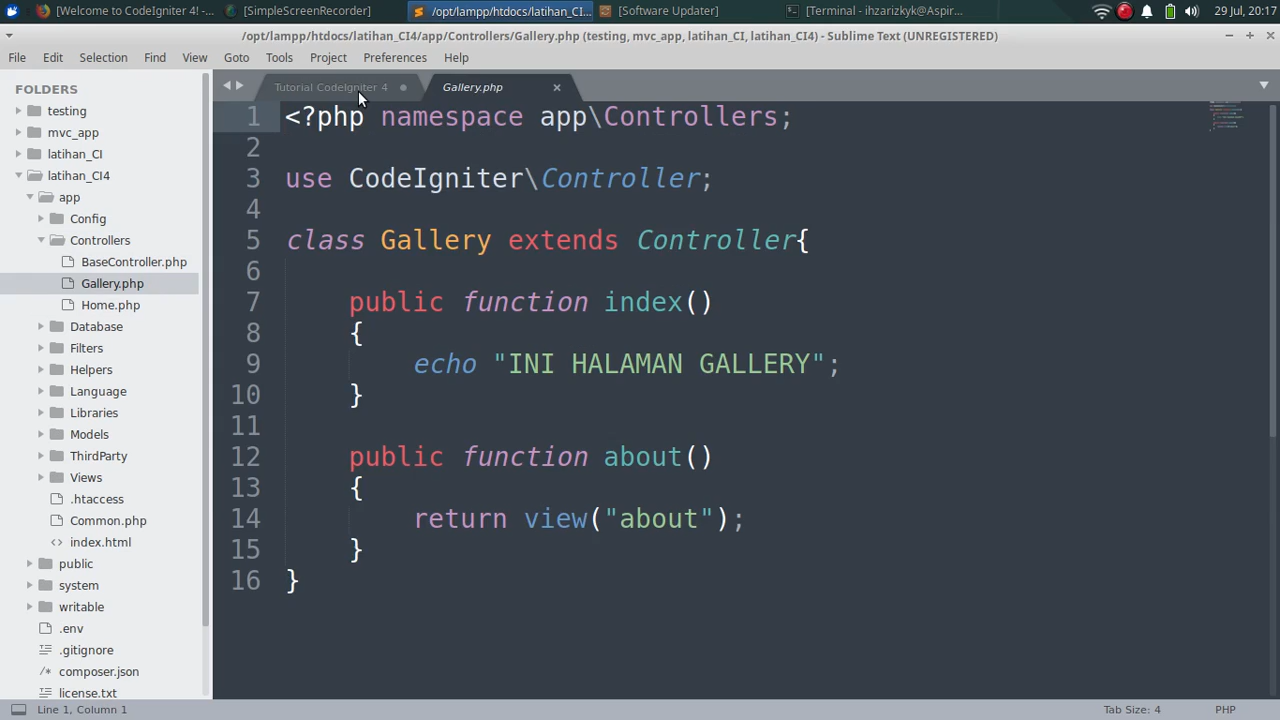 [Welcome to CodeIgniter 4! -...
[SimpleScreenRecorder]
/opt/lampp/htdocs/latihan_CI...
[Software Updater]
[Terminal - ihzarizkyk@Aspir...
29 Jul, 20:17
/opt/lampp/htdocs/latihan_CI4/app/Controllers/Gallery.php (testing, mvc_app, latihan_CI, latihan_CI4) - Sublime Text (UNREGISTERED)
File Edit Selection Find View Goto Tools Project Preferences Help
FOLDERS
testing
mvc_app
latihan_CI
latihan_CI4
app
Config
Controllers
BaseController.php
Gallery.php
Home.php
Database
Filters
Helpers
Language
Libraries
Models
ThirdParty
Views
.htaccess
Common.php
index.html
public
system
writable
.env
.gitignore
composer.json
license.txt
Tutorial CodeIgniter 4
Gallery.php
1 <?php namespace app\Controllers;
2
3 use CodeIgniter\Controller;
4
5 class Gallery extends Controller{
6
7 public function index()
8 {
9 echo "INI HALAMAN GALLERY";
10 }
11
12 public function about()
13 {
14 return view("about");
15 }
16 }
Line 1, Column 1
Tab Size: 4
PHP